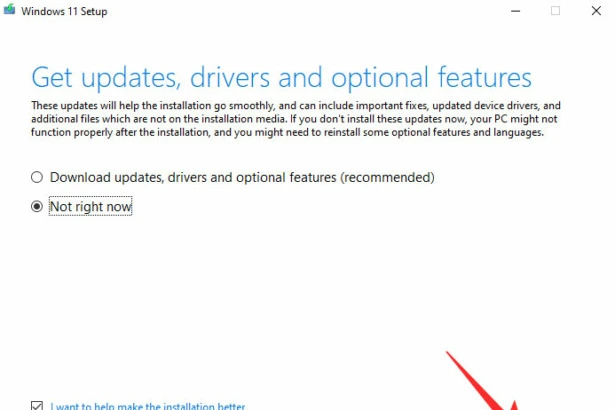 Windows 11 Setup
Get updates, drivers and optional features
These updates will help the installation go smoothly, and can include important fixes, updated device drivers, and
additional files which are not on the installation media. If you don't install these updates now, your PC might not
function properly after the installation, and you might need to reinstall some optional features and languages.
Download updates, drivers and optional features (recommended)
Not right now
I want to help make the installation better